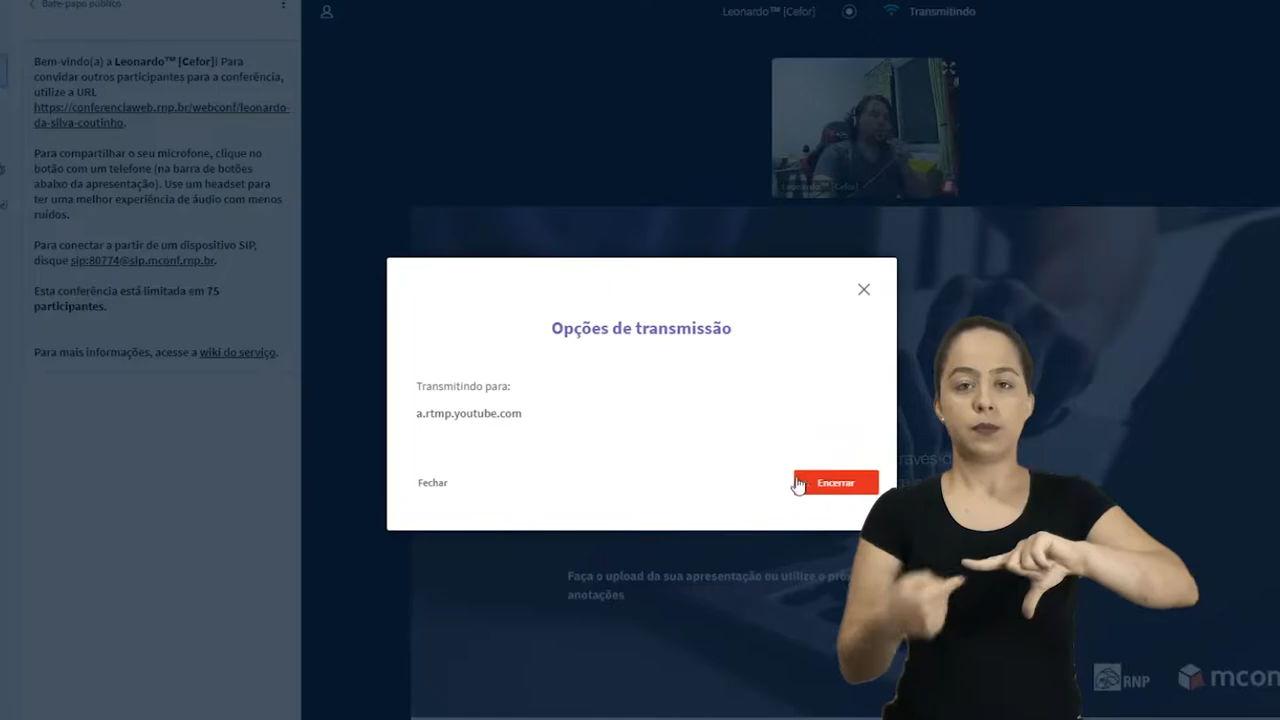 Bate-papo público
Bem-vindo(a) a Leonardo™ [Cefor]! Para
convidar outros participantes para a conferência,
utilize a URL
https://conferenciaweb.rnp.br/webconf/leonardo-
da-silva-coutinho.
Para compartilhar o seu microfone, clique no
botão com um telefone (na barra de botões
abaixo da apresentação). Use um headset para
ter uma melhor experiência de áudio com menos
ruídos.
Para conectar a partir de um dispositivo SIP,
disque sip:80774@sip.mconf.rnp.br.
Esta conferência está limitada em 75
participantes.
Para mais informações, acesse a wiki do serviço.
Leonardo™ [Cefor]
Transmitindo
Leonardo™ [Cefor]
Opções de transmissão
Transmitindo para:
a.rtmp.youtube.com
Fechar
Encerrar
Faça o upload da sua apresentação ou utilize o
anotações
RNP